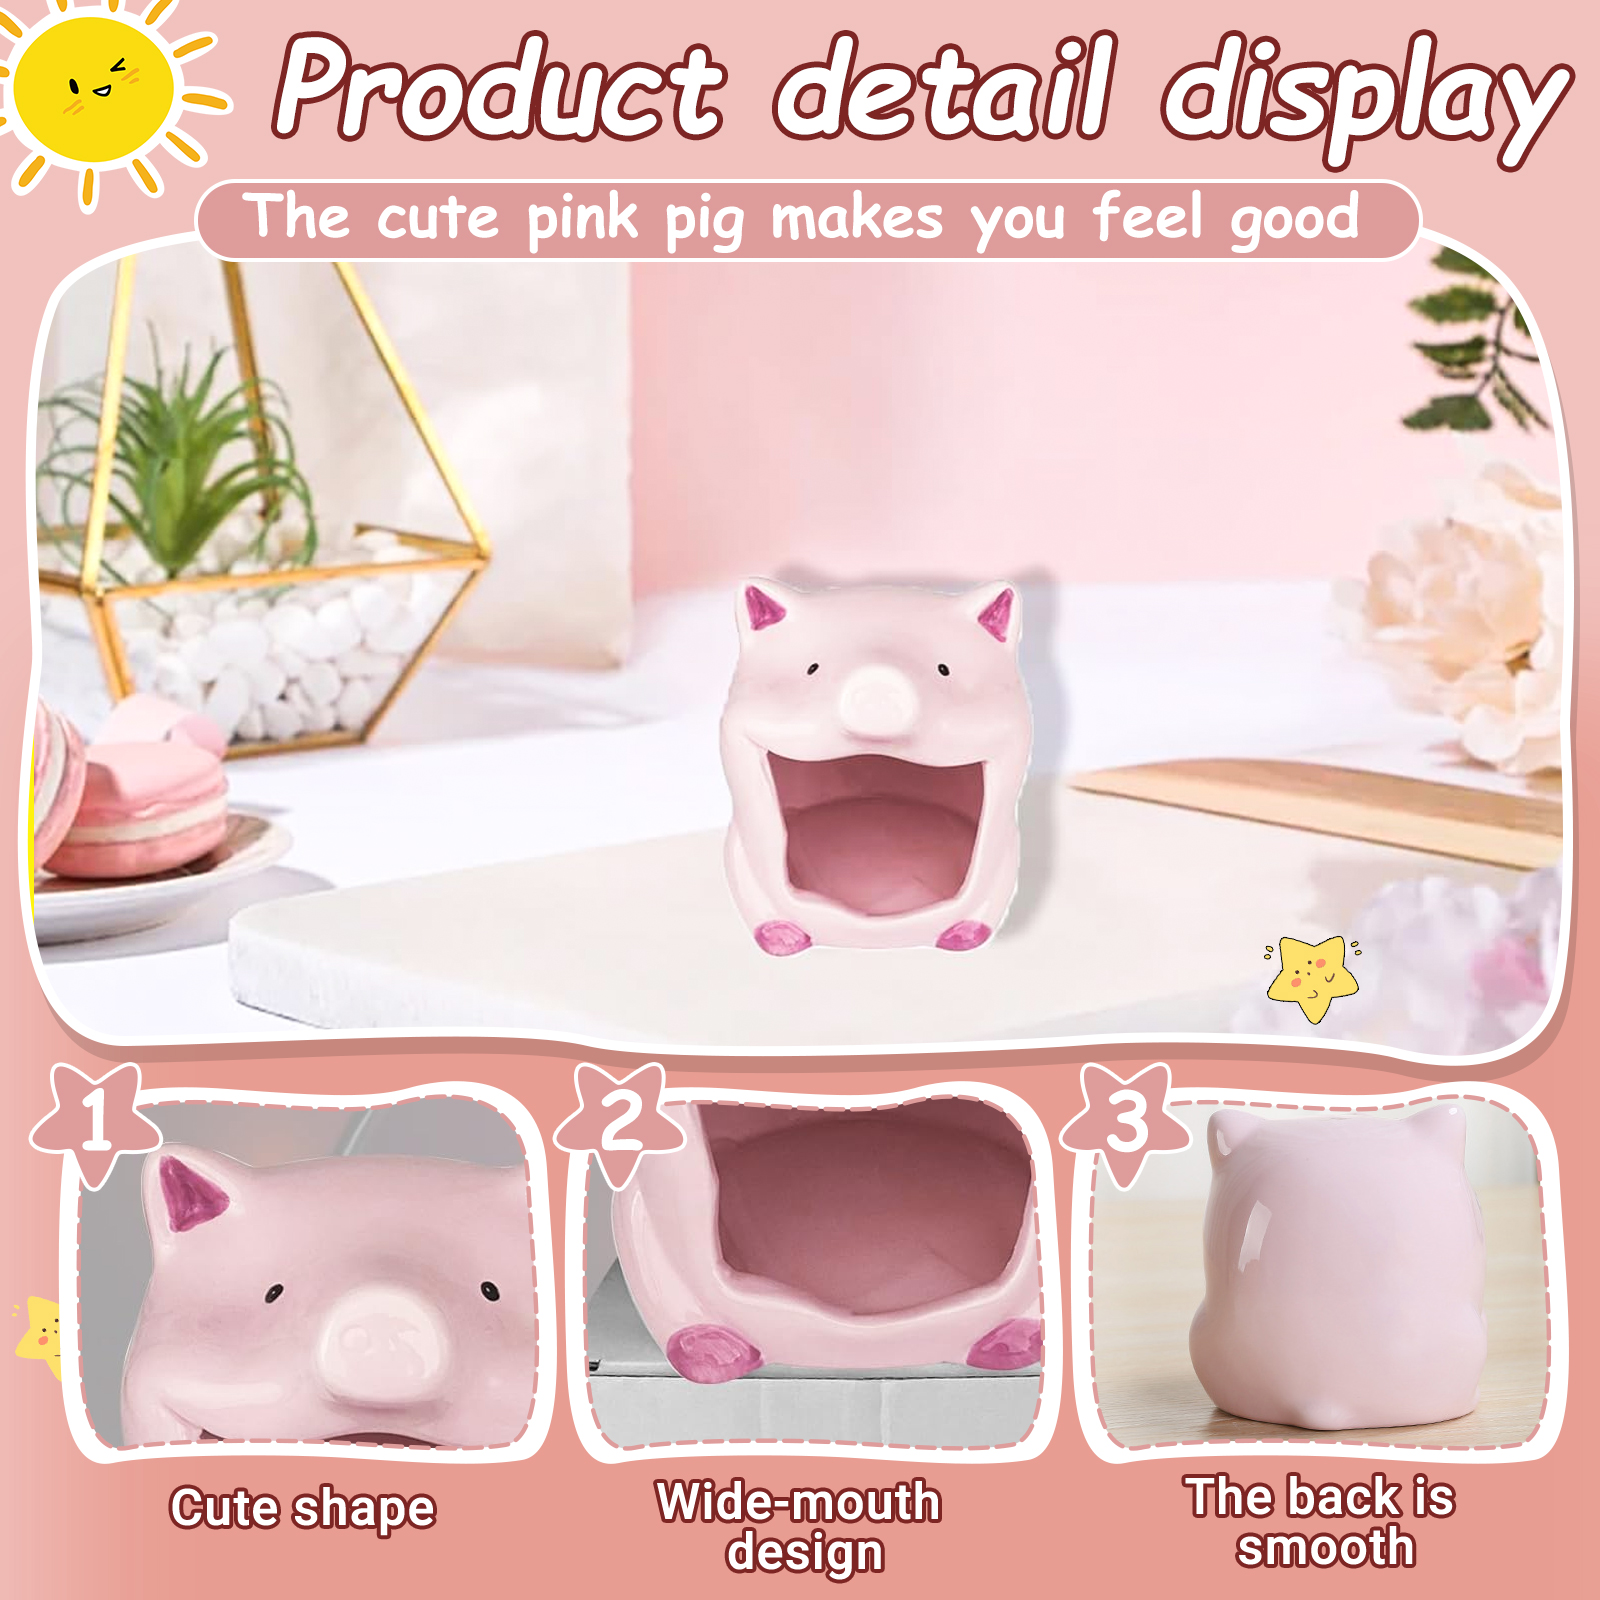 Product detail display
The cute pink pig makes you feel good
1
2
3
Cute shape
Wide-mouth
design
The back is
smooth